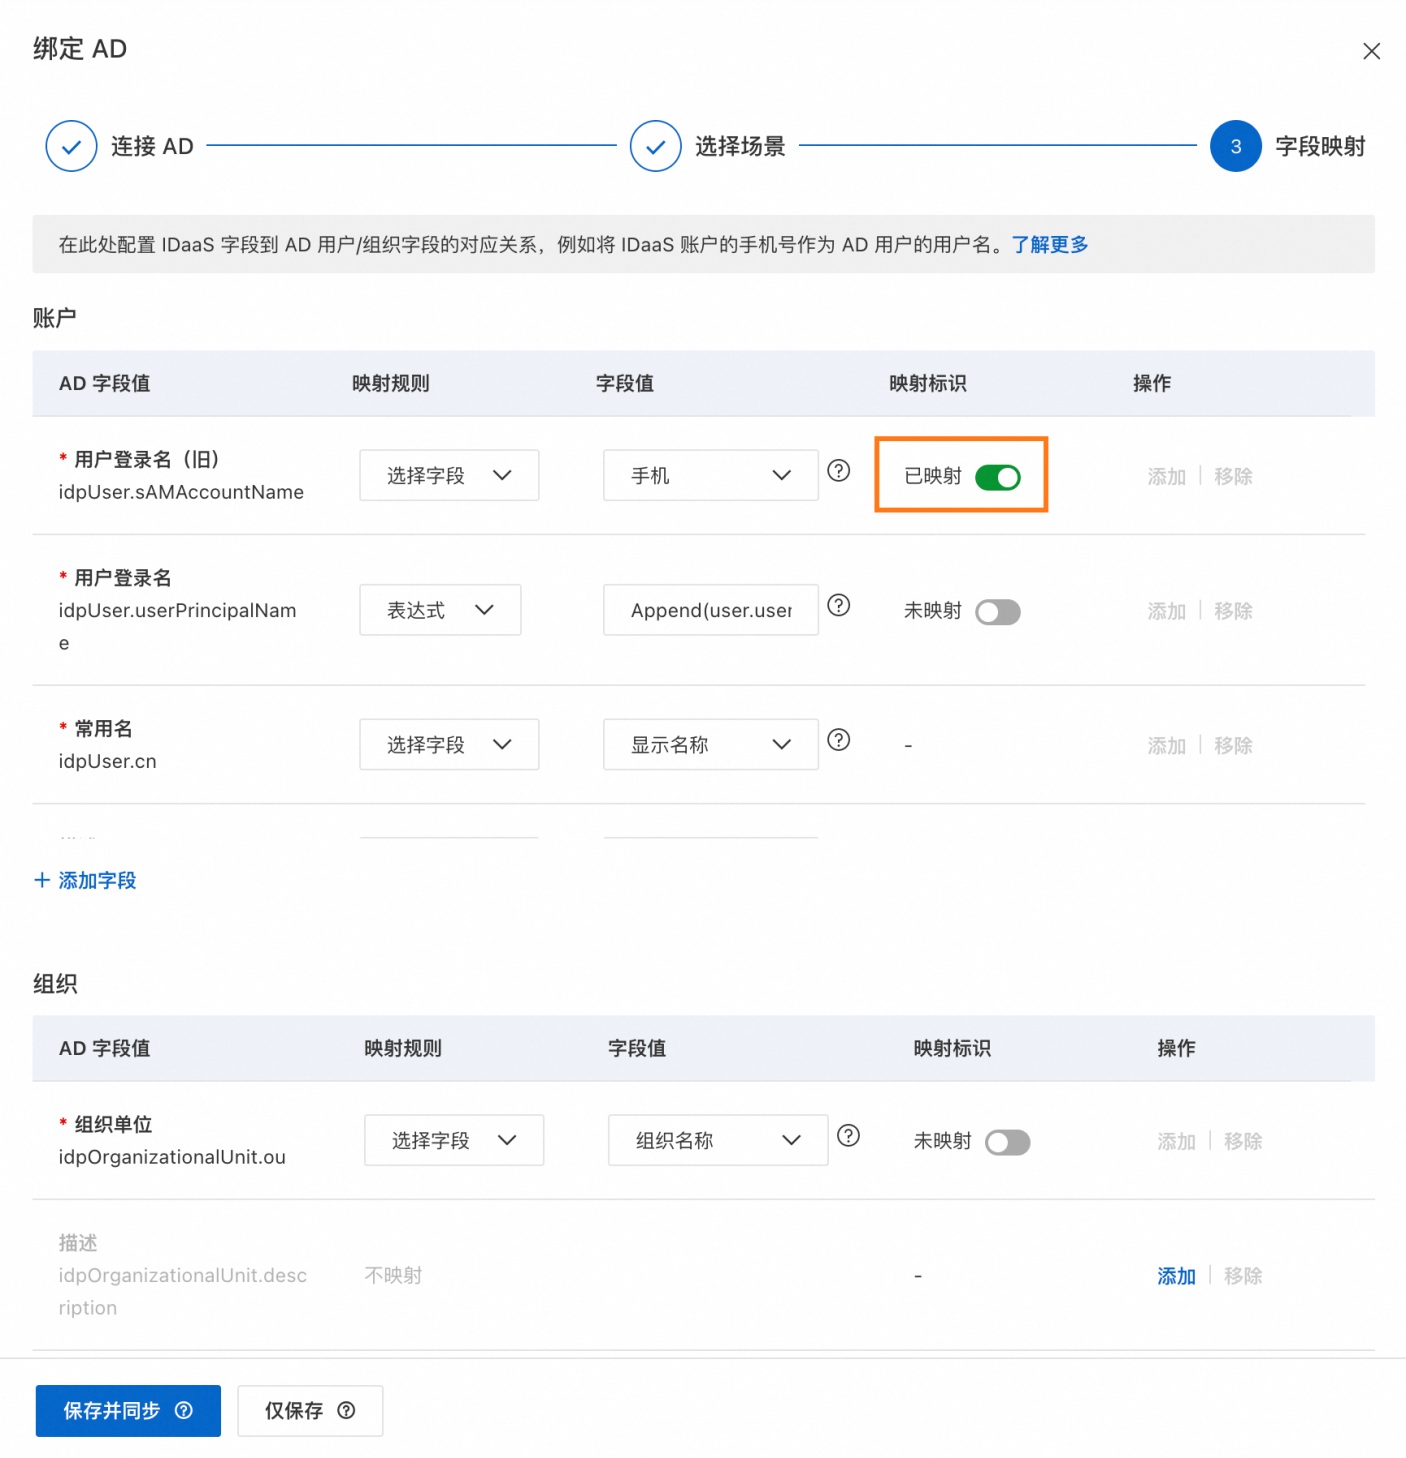 绑定 AD
连接 AD
选择场景
3
字段映射
在此处配置 IDaaS 字段到 AD 用户/组织字段的对应关系，例如将 IDaaS 账户的手机号作为 AD 用户的用户名。了解更多
账户
AD 字段值 映射规则 字段值 映射标识 操作
* 用户登录名（旧）
idpUser.sAMAccountName
选择字段 手机 已映射 添加 移除
* 用户登录名
idpUser.userPrincipalNam
e
表达式 Append(user.user 未映射 添加 移除
* 常用名
idpUser.cn
选择字段 显示名称 - 添加 移除
+ 添加字段
组织
AD 字段值 映射规则 字段值 映射标识 操作
* 组织单位
idpOrganizationalUnit.ou
选择字段 组织名称 未映射 添加 移除
描述
idpOrganizationalUnit.desc
ription
不映射 - 添加 移除
保存并同步 仅保存